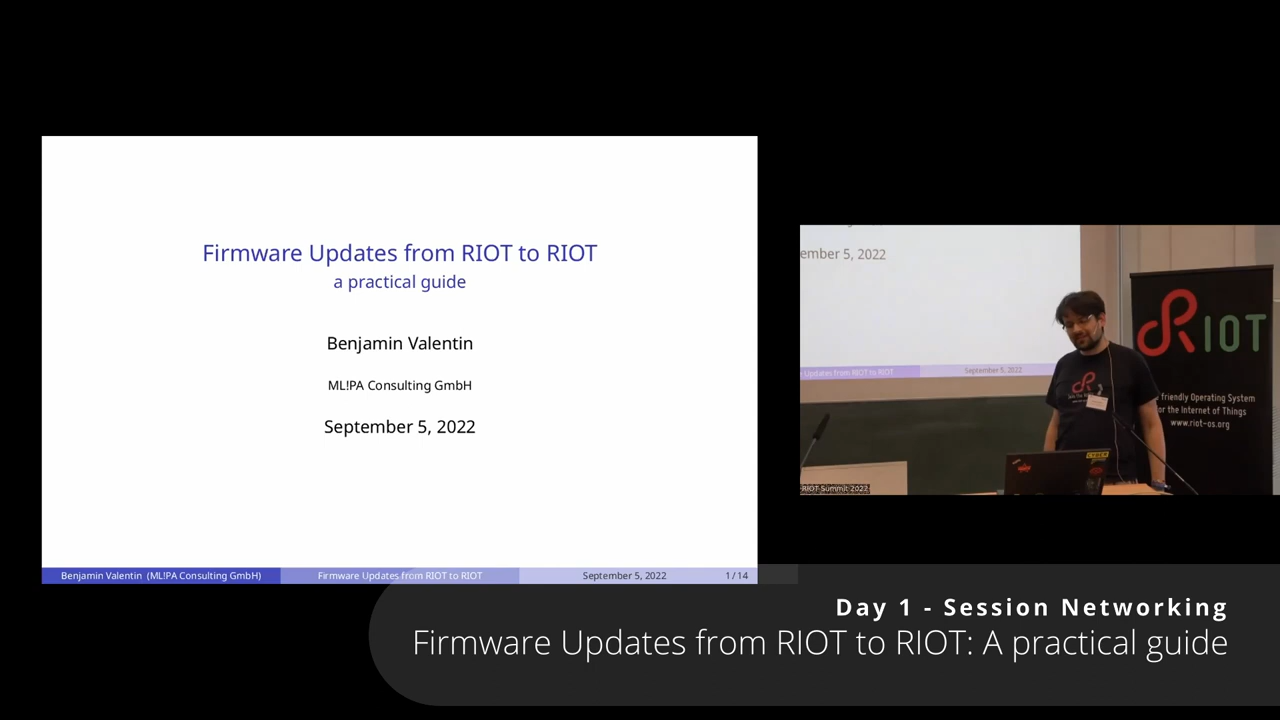 Firmware Updates from RIOT to RIOT
a practical guide
Benjamin Valentin
ML!PA Consulting GmbH
September 5, 2022
Benjamin Valentin (ML!PA Consulting GmbH)
Firmware Updates from RIOT to RIOT
September 5, 2022
1 / 14
ember 5, 2022
Updates from RIOT to RIOT
September 5, 2022
RIOT
friendly Operating System
or the Internet of Things
www.riot-os.org
CYBER
RIOT Summit 2022
Day 1 - Session Networking
Firmware Updates from RIOT to RIOT: A practical guide